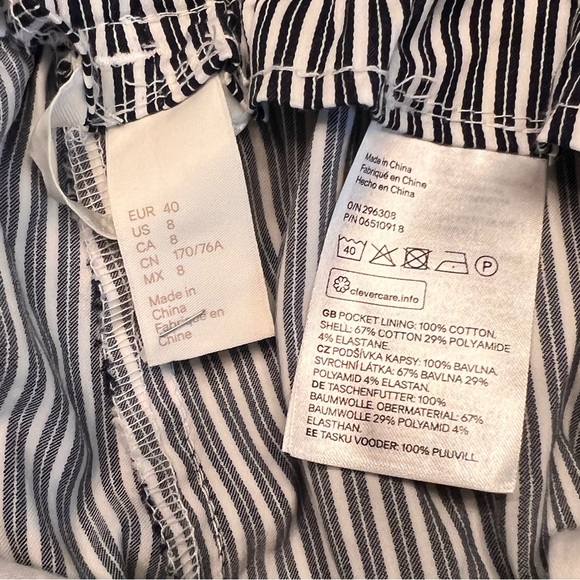 EUR 40
US 8
CA 8
CN 170/76A
MX 8
Made in
China
Fabriqué en
Chine
Made in China
Fabriqué en Chine
Hecho en China
O/N 296308
P/N 0651091 8
40
P
clevercare.info
GB POCKET LINING: 100% COTTON.
SHELL: 67% COTTON 29% POLYAMIDE
4% ELASTANE.
CZ PODŠÍVKA KAPSY: 100% BAVLNA.
SVRCHNÍ LÁTKA: 67% BAVLNA 29%
POLYAMID 4% ELASTAN.
DE TASCHENFUTTER: 100%
BAUMWOLLE. OBERMATERIAL: 67%
BAUMWOLLE 29% POLYAMID 4%
ELASTHAN.
EE TASKU VOODER: 100% PUUVILL.